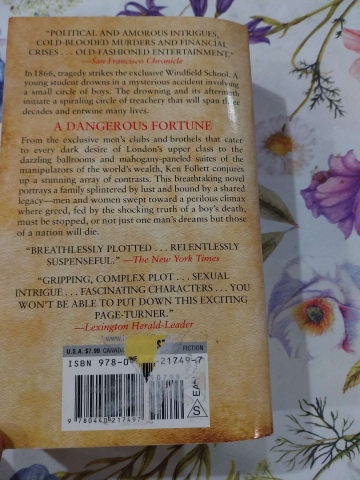 "POLITICAL AND AMOROUS INTRIGUES,
COLD-BLOODED MURDERS AND FINANCIAL
CRISES . . . OLD-FASHIONED ENTERTAINMENT."
—San Francisco Chronicle
In 1866, tragedy strikes the exclusive Windfield School. A
young student drowns in a mysterious accident involving
a small circle of boys. The drowning and its aftermath
initiate a spiraling circle of treachery that will span three
decades and entwine many lives.
A DANGEROUS FORTUNE
From the exclusive men's clubs and brothels that cater
to every dark desire of London's upper class to the
dazzling ballrooms and mahogany-paneled suites of the
manipulators of the world's wealth, Ken Follett conjures
up a stunning array of contrasts. This breathtaking novel
portrays a family splintered by lust and bound by a shared
legacy—men and women swept toward a perilous climax
where greed, fed by the shocking truth of a boy's death,
must be stopped, or not just one man's dreams but those
of a nation will die.
"BREATHLESSLY PLOTTED . . . RELENTLESSLY
SUSPENSEFUL." —The New York Times
"GRIPPING, COMPLEX PLOT . . . SEXUAL
INTRIGUE . . . FASCINATING CHARACTERS . . . YOU
WON'T BE ABLE TO PUT DOWN THIS EXCITING
PAGE-TURNER."
—Lexington Herald-Leader
U.S.A. $7.99 CANADA FICTION
ISBN 978-0 21749-7
9 780440 217497
EAN
S